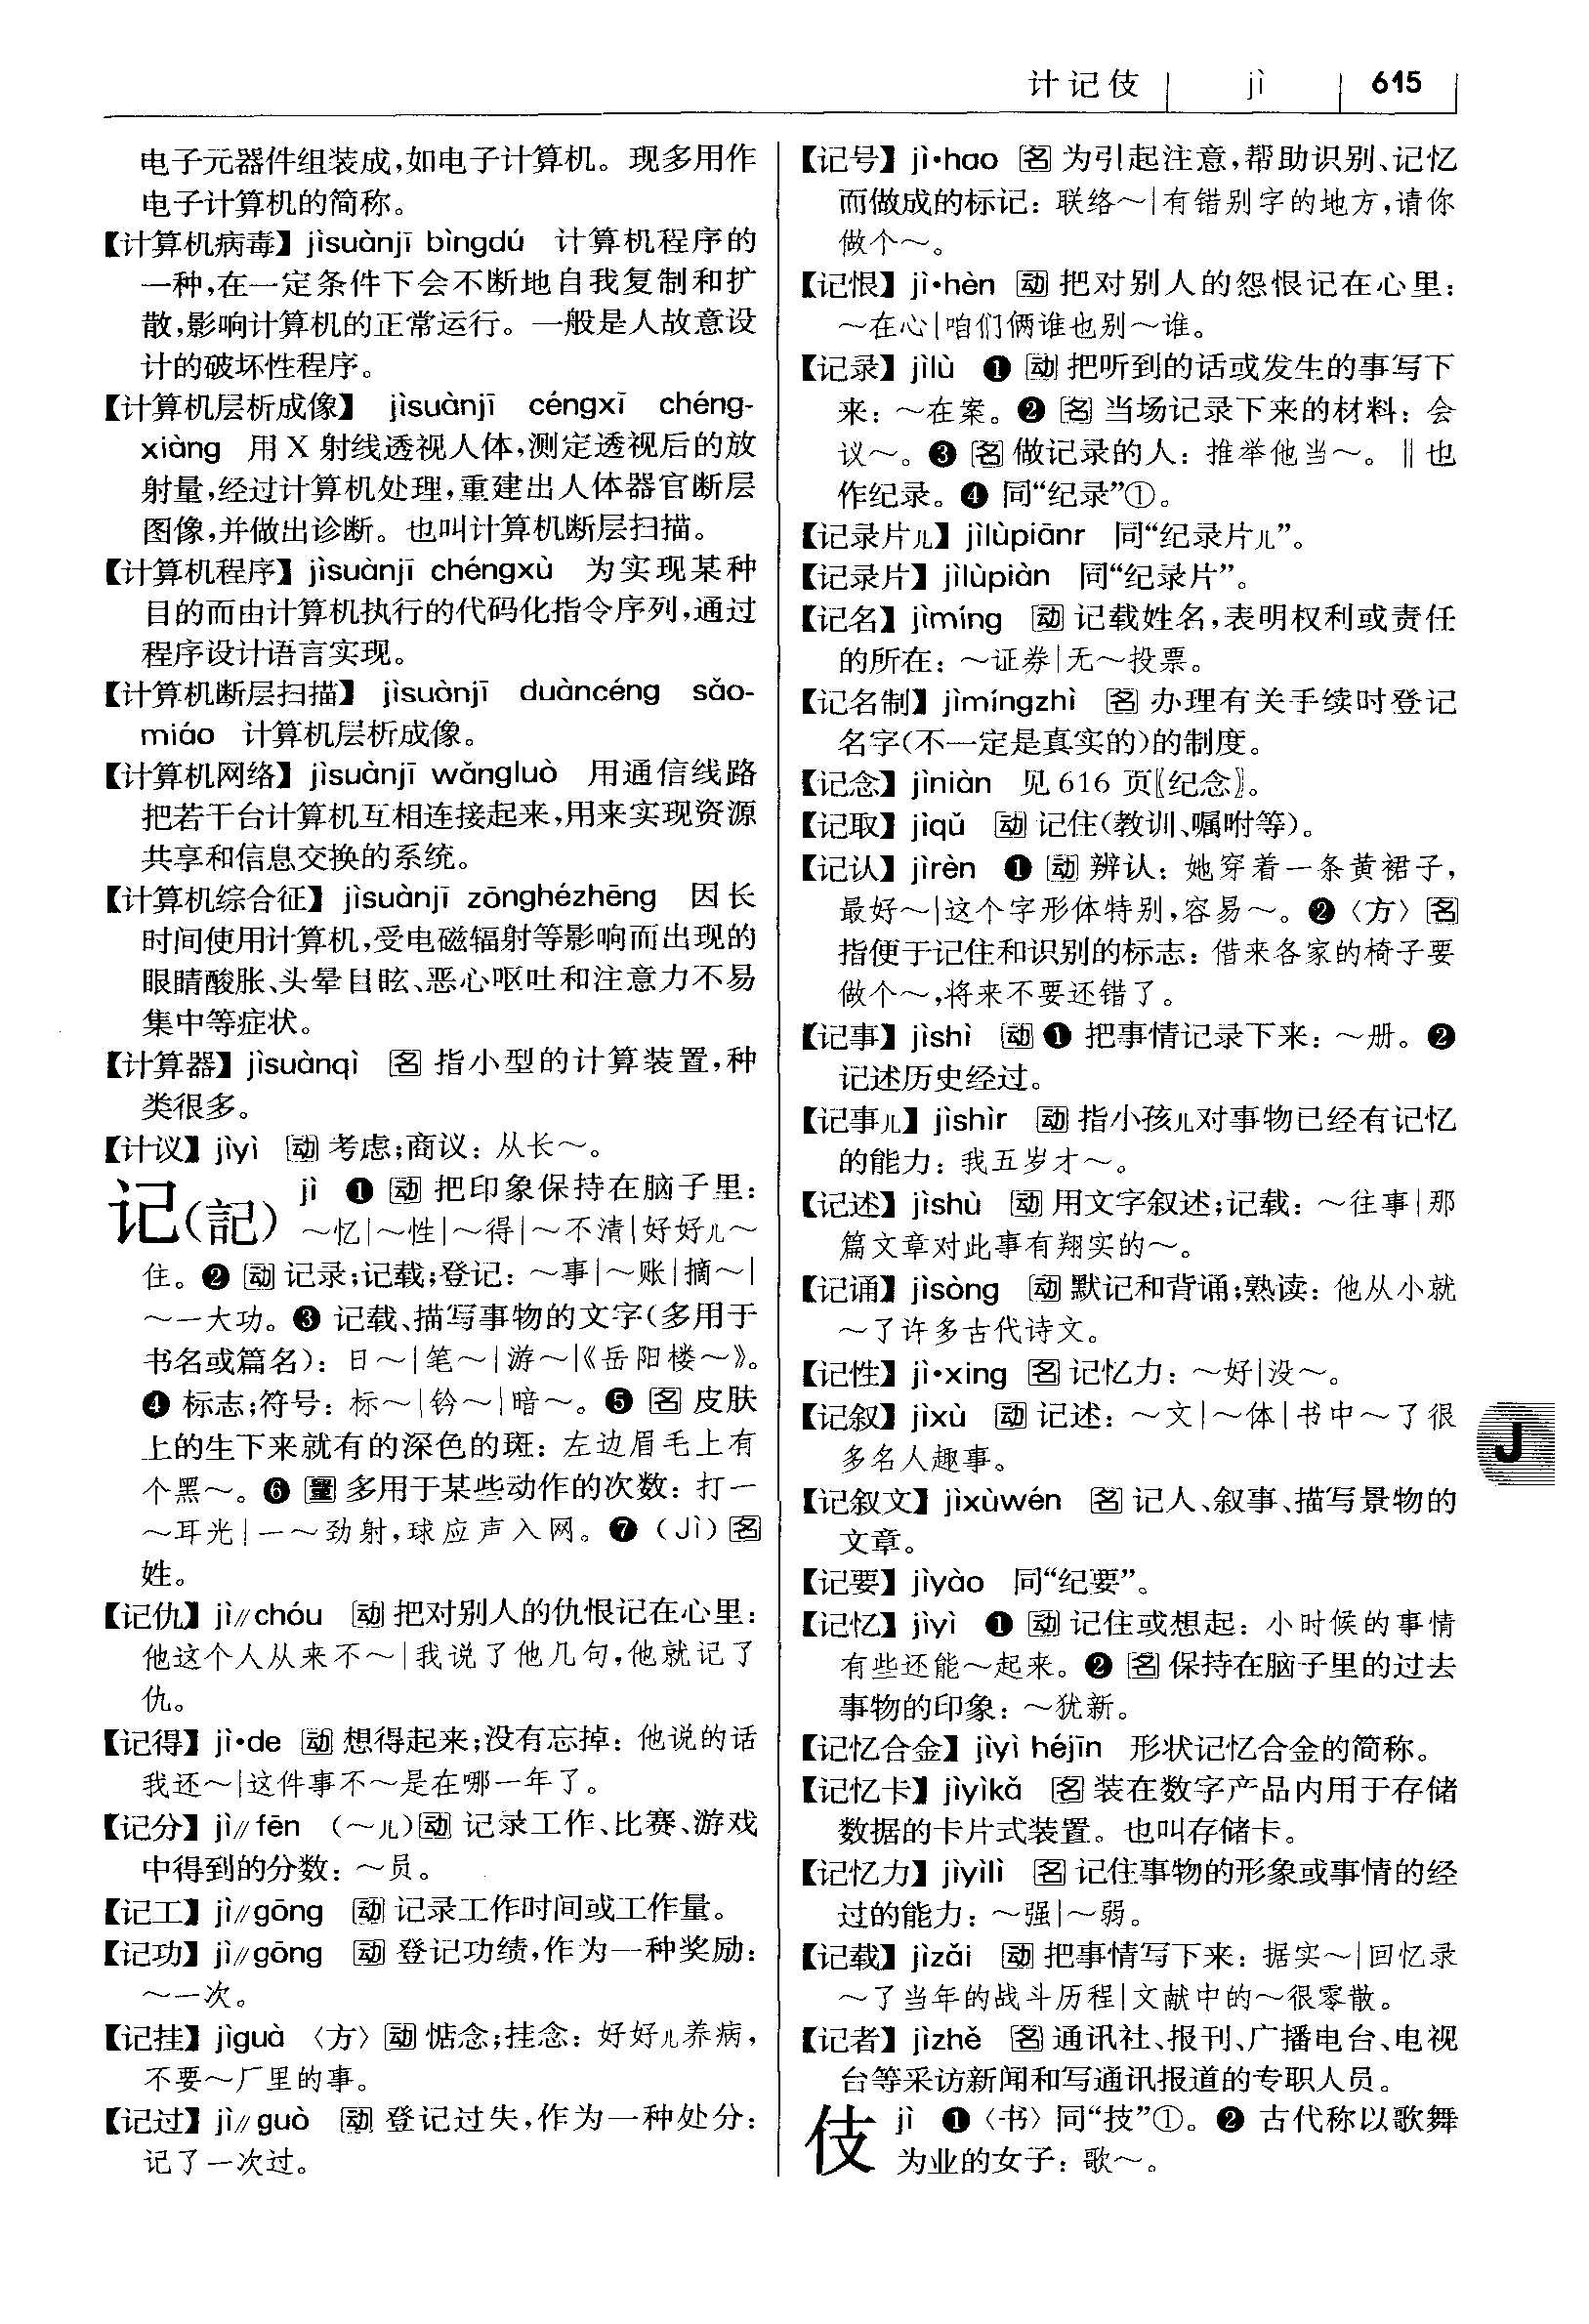 计记伎 jì 615
电子元器件组装成,如电子计算机。现多用作
电子计算机的简称。
【计算机病毒】jìsuànjī bìngdú 计算机程序的
一种,在一定条件下会不断地自我复制和扩
散,影响计算机的正常运行。一般是人故意设
计的破坏性程序。
【计算机层析成像】 jìsuànjī céngxī chéng-
xiàng 用 X 射线透视人体,测定透视后的放
射量,经过计算机处理,重建出人体器官断层
图像,并做出诊断。也叫计算机断层扫描。
【计算机程序】jìsuànjī chéngxù 为实现某种
目的而由计算机执行的代码化指令序列,通过
程序设计语言实现。
【计算机断层扫描】 jìsuànjī duàncéng sǎo-
miáo 计算机层析成像。
【计算机网络】jìsuànjī wǎngluò 用通信线路
把若干台计算机互相连接起来,用来实现资源
共享和信息交换的系统。
【计算机综合征】jìsuànjī zōnghézhēng 因长
时间使用计算机,受电磁辐射等影响而出现的
眼睛酸胀、头晕目眩、恶心呕吐和注意力不易
集中等症状。
【计算器】jìsuànqì 名 指小型的计算装置,种
类很多。
【计议】jìyì 动 考虑;商议:从长～。
记(記) jì ❶ 动 把印象保持在脑子里:
～忆|～性|～得|～不清|好好儿～
住。❷ 动 记录;记载;登记:～事|～账|摘～|
～一大功。❸ 记载、描写事物的文字(多用于
书名或篇名):日～|笔～|游～|《岳阳楼～》。
❹ 标志;符号:标～|钤～|暗～。❺ 名 皮肤
上的生下来就有的深色的斑:左边眉毛上有
个黑～。❻ 量 多用于某些动作的次数:打一
～耳光|一～劲射,球应声入网。❼ (Jì) 名
姓。
【记仇】jì//chóu 动 把对别人的仇恨记在心里:
他这个人从来不～|我说了他几句,他就记了
仇。
【记得】jì•de 动 想得起来;没有忘掉:他说的话
我还～|这件事不～是在哪一年了。
【记分】jì//fēn (～儿)动 记录工作、比赛、游戏
中得到的分数:～员。
【记工】jì//gōng 动 记录工作时间或工作量。
【记功】jì//gōng 动 登记功绩,作为一种奖励:
～一次。
【记挂】jìguà 〈方〉动 惦念;挂念:好好儿养病,
不要～厂里的事。
【记过】jì//guò 动 登记过失,作为一种处分:
记了一次过。
【记号】jì•hao 名 为引起注意,帮助识别、记忆
而做成的标记:联络～|有错别字的地方,请你
做个～。
【记恨】jì•hèn 动 把对别人的怨恨记在心里:
～在心|咱们俩谁也别～谁。
【记录】jìlù ❶ 动 把听到的话或发生的事写下
来:～在案。❷ 名 当场记录下来的材料:会
议～。❸ 名 做记录的人:推举他当～。‖也
作纪录。❹ 同“纪录”①。
【记录片儿】jìlùpiānr 同“纪录片儿”。
【记录片】jìlùpiàn 同“纪录片”。
【记名】jìmíng 动 记载姓名,表明权利或责任
的所在:～证券|无～投票。
【记名制】jìmíngzhì 名 办理有关手续时登记
名字(不一定是真实的)的制度。
【记念】jìniàn 见 616 页〖纪念〗。
【记取】jìqǔ 动 记住(教训、嘱咐等)。
【记认】jìrèn ❶ 动 辨认:她穿着一条黄裙子,
最好～|这个字形体特别,容易～。❷〈方〉名
指便于记住和识别的标志:借来各家的椅子要
做个～,将来不要还错了。
【记事】jìshì 动 ❶ 把事情记录下来:～册。❷
记述历史经过。
【记事儿】jìshìr 动 指小孩儿对事物已经有记忆
的能力:我五岁才～。
【记述】jìshù 动 用文字叙述;记载:～往事|那
篇文章对此事有翔实的～。
【记诵】jìsòng 动 默记和背诵;熟读:他从小就
～了许多古代诗文。
【记性】jì•xing 名 记忆力:～好|没～。
【记叙】jìxù 动 记述:～文|～体|书中～了很
多名人趣事。
J
【记叙文】jìxùwén 名 记人、叙事、描写景物的
文章。
【记要】jìyào 同“纪要”。
【记忆】jìyì ❶ 动 记住或想起:小时候的事情
有些还能～起来。❷ 名 保持在脑子里的过去
事物的印象:～犹新。
【记忆合金】jìyì héjīn 形状记忆合金的简称。
【记忆卡】jìyìkǎ 名 装在数字产品内用于存储
数据的卡片式装置。也叫存储卡。
【记忆力】jìyìlì 名 记住事物的形象或事情的经
过的能力:～强|～弱。
【记载】jìzǎi 动 把事情写下来:据实～|回忆录
～了当年的战斗历程|文献中的～很零散。
【记者】jìzhě 名 通讯社、报刊、广播电台、电视
台等采访新闻和写通讯报道的专职人员。
伎 jì ❶〈书〉同“技”①。❷ 古代称以歌舞
为业的女子:歌～。